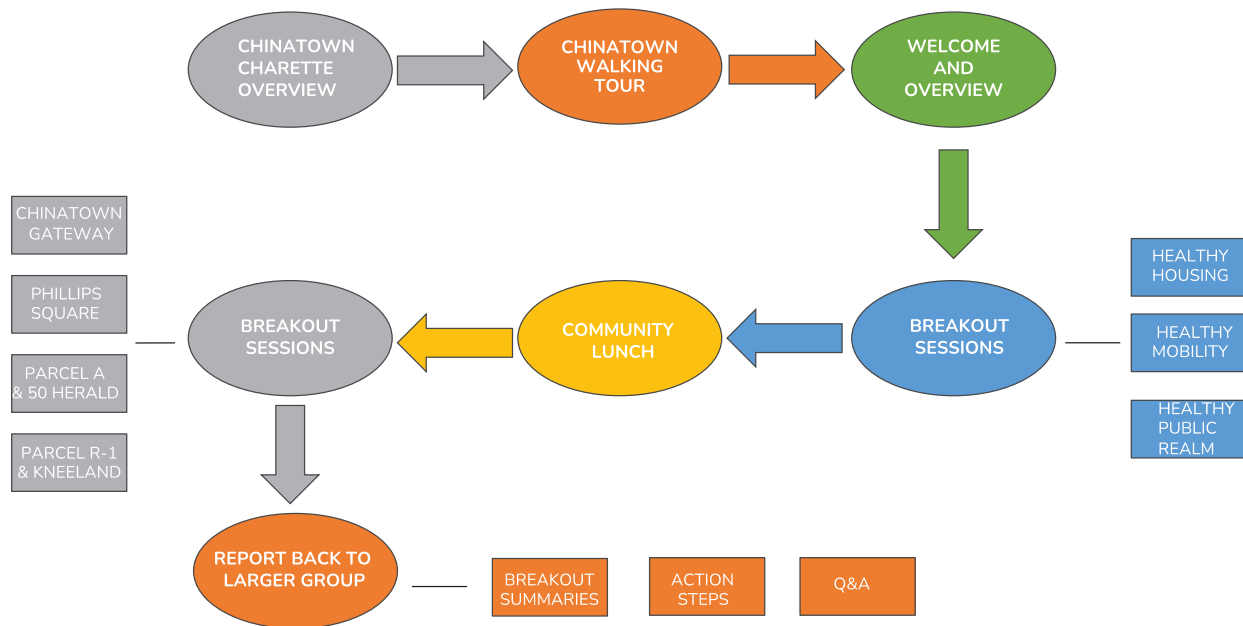 CHINATOWN
CHARETTE
OVERVIEW
CHINATOWN
WALKING
TOUR
WELCOME
AND
OVERVIEW
CHINATOWN
GATEWAY
PHILLIPS
SQUARE
PARCEL A
& 50 HERALD
PARCEL R-1
& KNEELAND
BREAKOUT
SESSIONS
COMMUNITY
LUNCH
BREAKOUT
SESSIONS
HEALTHY
HOUSING
HEALTHY
MOBILITY
HEALTHY
PUBLIC
REALM
REPORT BACK TO
LARGER GROUP
BREAKOUT
SUMMARIES
ACTION
STEPS
Q&A